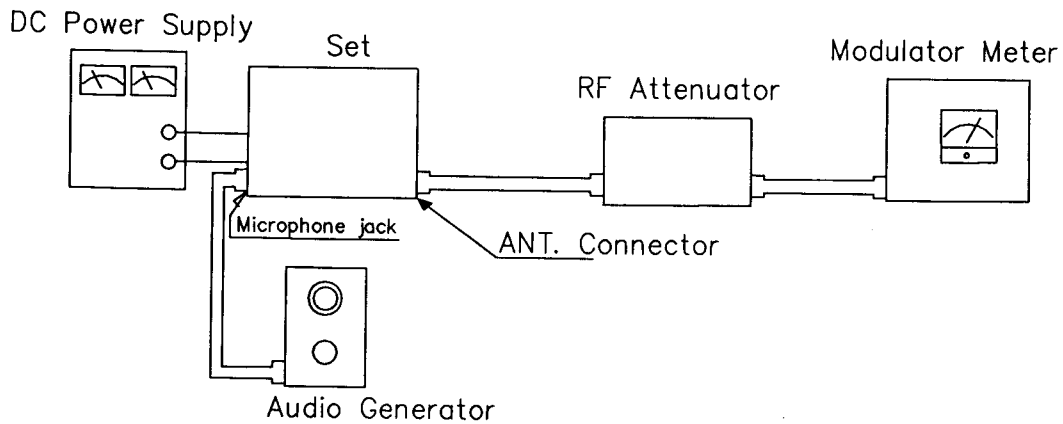 DC Power Supply
Set
Modulator Meter
RF Attenuator
Microphone jack
ANT. Connector
Audio Generator